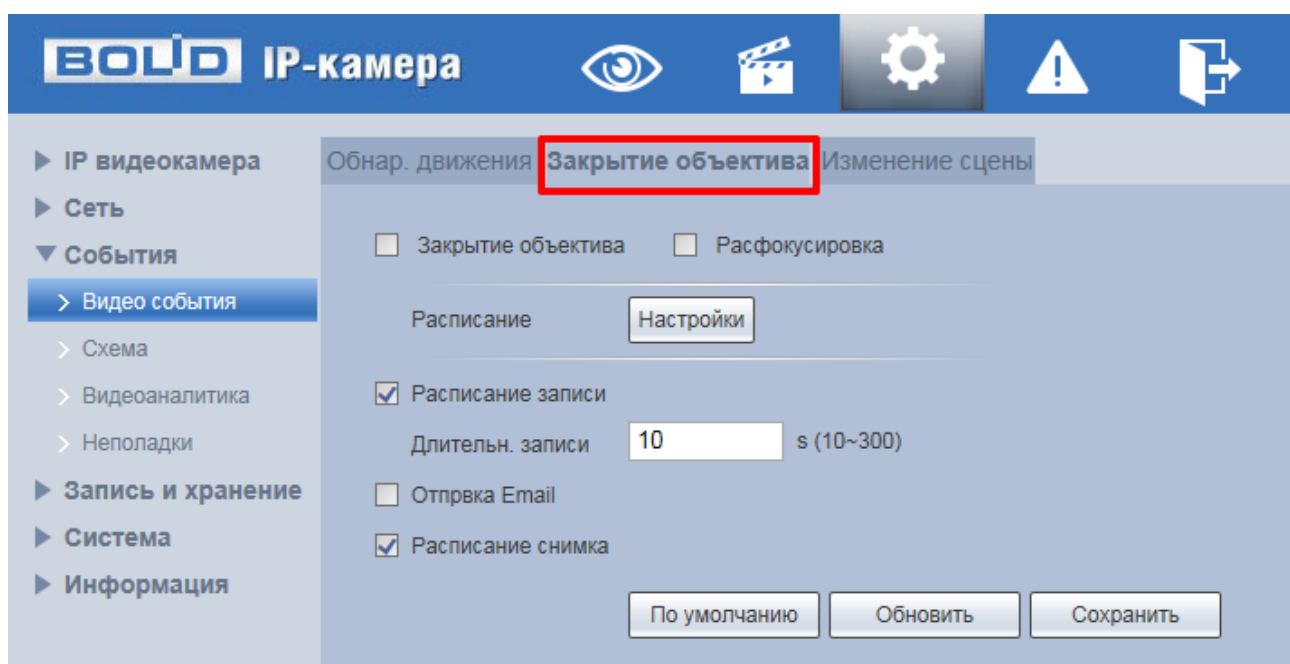 BOLID IP-камера
IP видеокамера
Сеть
События
Видео события
Схема
Видеоаналитика
Неполадки
Запись и хранение
Система
Информация
Обнар. движения Закрытие объектива Изменение сцены
Закрытие объектива Расфокусировка
Расписание Настройки
Расписание записи
Длительн. записи 10 s (10~300)
Отпрвка Email
Расписание снимка
По умолчанию Обновить Сохранить